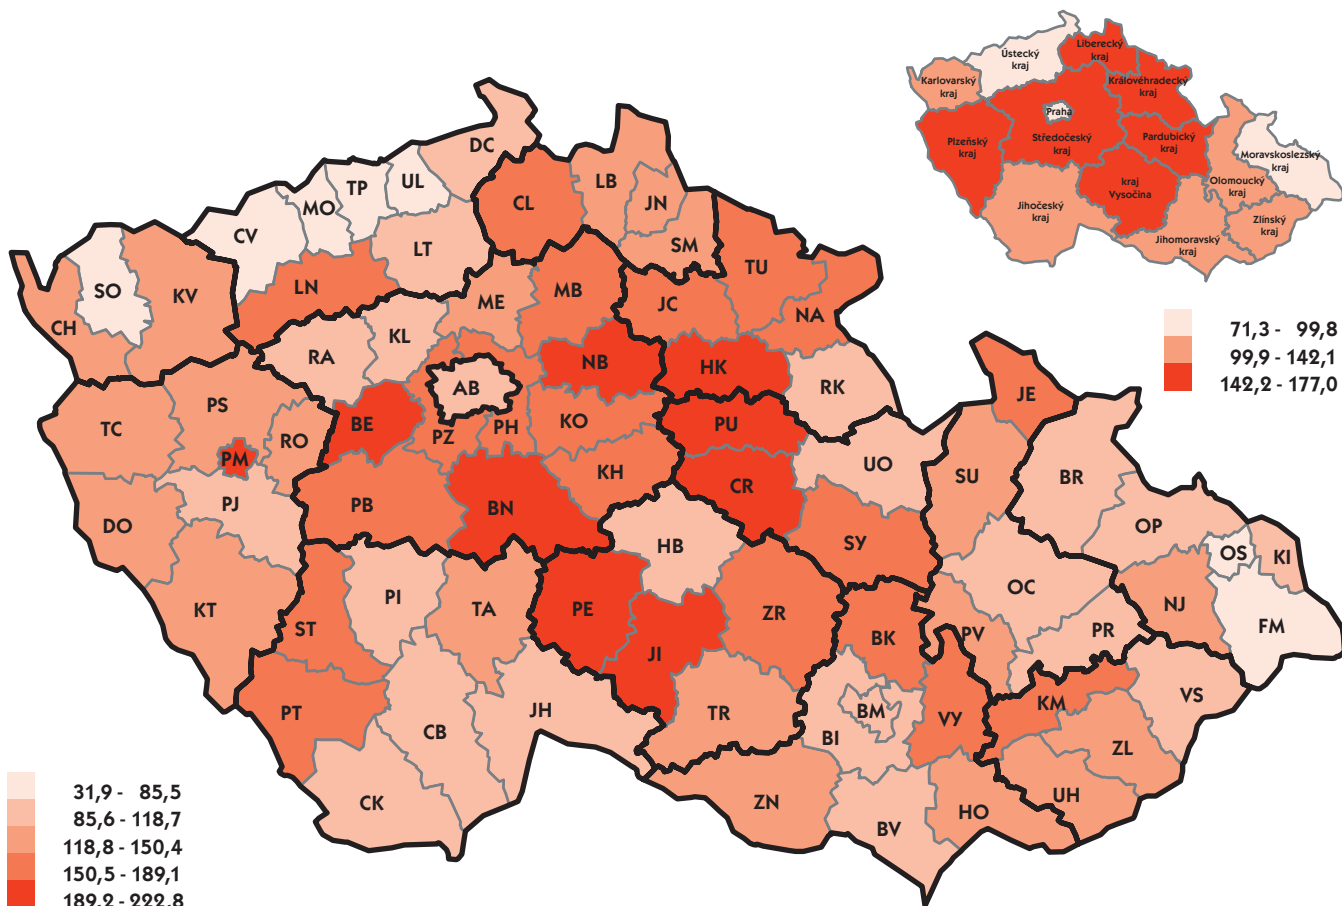 Ústecký
kraj
Liberecký
kraj
Karlovarský
kraj
Královéhradecký
kraj
Praha
Plzeňský
kraj
Středočeský
kraj
Pardubický
kraj
Moravskoslezský
kraj
kraj
Vysočina
Olomoucký
kraj
Jihočeský
kraj
Zlínský
kraj
Jihomoravský
kraj
71,3 - 99,8
99,9 - 142,1
142,2 - 177,0
DC
UL
TP
MO
LB
CL
JN
CV
LT
SM
TU
SO
KV
LN
ME
MB
JC
NA
CH
KL
RA
NB
HK
RK
AB
BE
JE
PS
TC
RO
PZ
PH
KO
PU
PM
UO
KH
CR
SU
BR
PJ
PB
BN
DO
OP
SY
HB
OS
KI
PI
TA
OC
KT
PE
NJ
ST
ZR
BK
PV
PR
FM
JI
VS
PT
JH
TR
BM
VY
KM
CB
BI
ZL
CK
ZN
HO
UH
BV
31,9 - 85,5
85,6 - 118,7
118,8 - 150,4
150,5 - 189,1
189,2 - 222,8